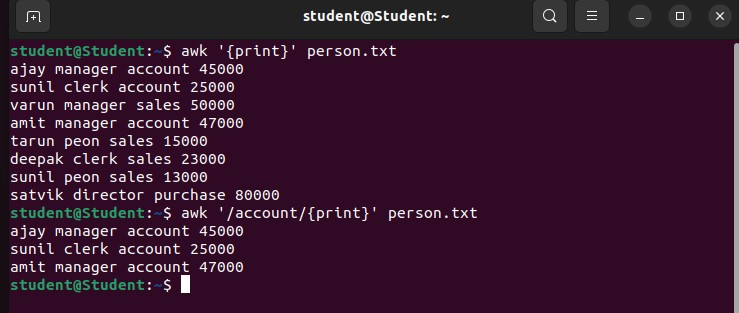 student@Student: ~
student@Student:~$ awk '{print}' person.txt
ajay manager account 45000
sunil clerk account 25000
varun manager sales 50000
amit manager account 47000
tarun peon sales 15000
deepak clerk sales 23000
sunil peon sales 13000
satvik director purchase 80000
student@Student:~$ awk '/account/{print}' person.txt
ajay manager account 45000
sunil clerk account 25000
amit manager account 47000
student@Student:~$